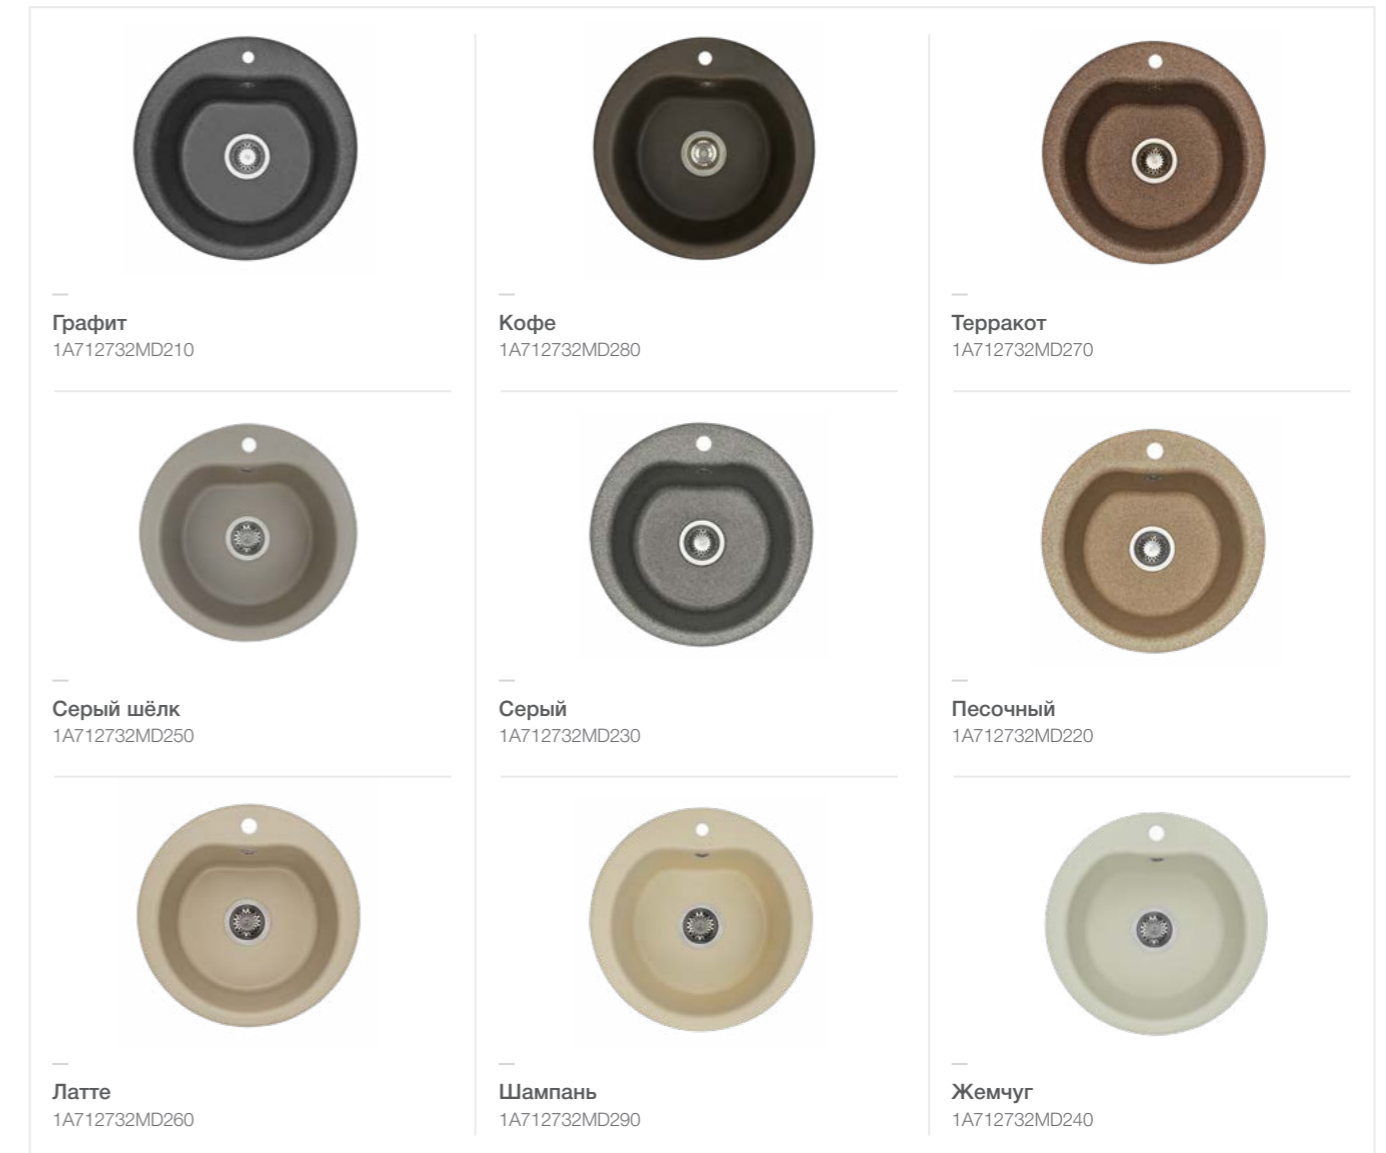 Графит
1A712732MD210
Кофе
1A712732MD280
Терракот
1A712732MD270
Серый шёлк
1A712732MD250
Серый
1A712732MD230
Песочный
1A712732MD220
Латте
1A712732MD260
Шампань
1A712732MD290
Жемчуг
1A712732MD240